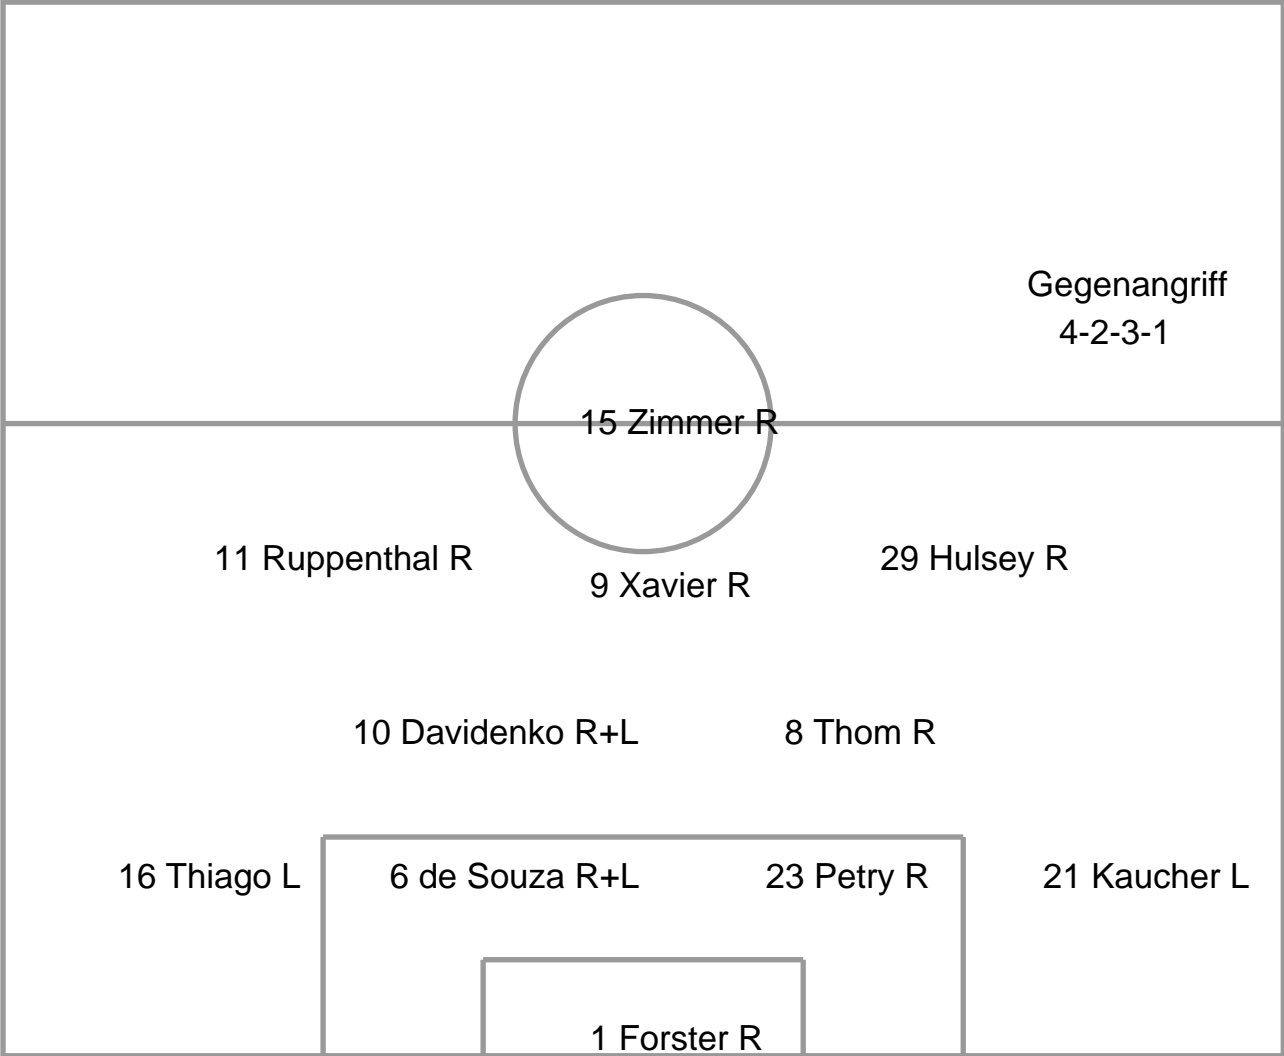 Gegenangriff
4-2-3-1
15 Zimmer R
11 Ruppenthal R
29 Hulsey R
9 Xavier R
10 Davidenko R+L
8 Thom R
16 Thiago L
6 de Souza R+L
23 Petry R
21 Kaucher L
1 Forster R